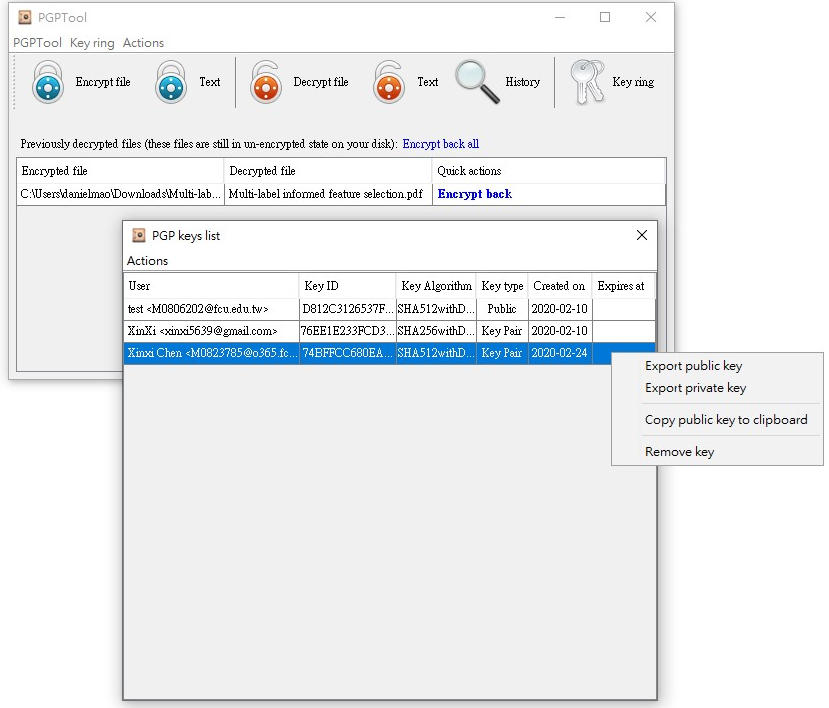 PGPTool
PGPTool Key ring Actions
Encrypt file Text Decrypt file Text History Key ring
Previously decrypted files (these files are still in un-encrypted state on your disk): Encrypt back all
Encrypted file Decrypted file Quick actions
C:\Users\danielmao\Downloads\Multi-lab... Multi-label informed feature selection.pdf Encrypt back
PGP keys list
Actions
User Key ID Key Algorithm Key type Created on Expires at
test <M0806202@fcu.edu.tw> D812C3126537F... SHA512withD... Public 2020-02-10
XinXi <xinxi5639@gmail.com> 76EE1E233FCD3... SHA256withD... Key Pair 2020-02-10
Xinxi Chen <M0823785@o365.fc... 74BFFCC680EA... SHA512withD... Key Pair 2020-02-24
Export public key
Export private key
Copy public key to clipboard
Remove key